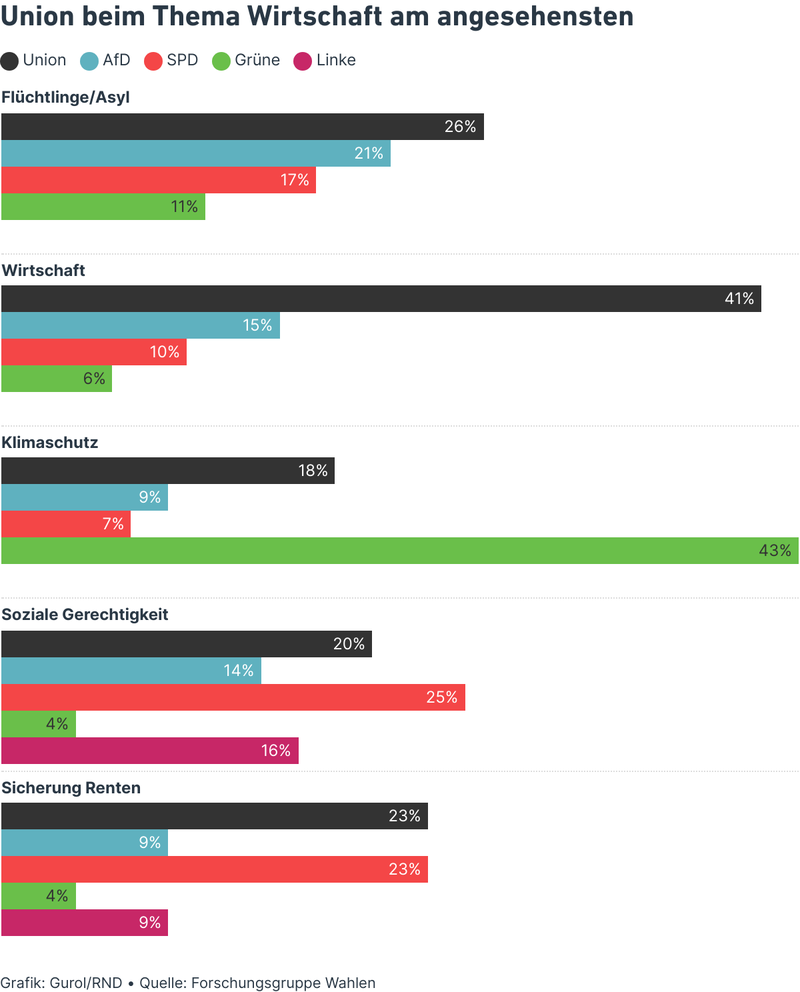 Union beim Thema Wirtschaft am angesehensten
Union AfD SPD Grüne Linke
Flüchtlinge/Asyl
26%
21%
17%
11%
Wirtschaft
41%
15%
10%
6%
Klimaschutz
18%
9%
7%
43%
Soziale Gerechtigkeit
20%
14%
25%
4%
16%
Sicherung Renten
23%
9%
23%
4%
9%
Grafik: Gurol/RND • Quelle: Forschungsgruppe Wahlen